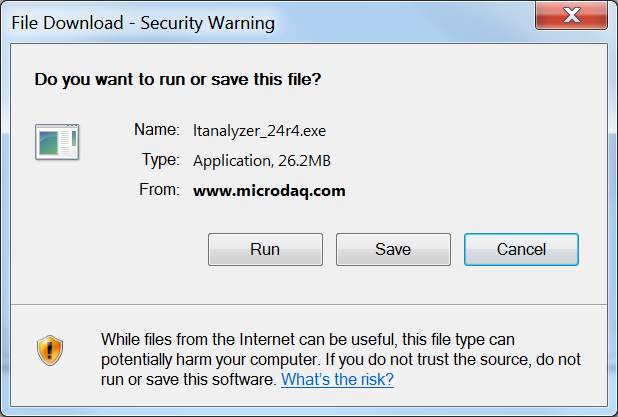 File Download - Security Warning
Do you want to run or save this file?
Name: ltanalyzer_24r4.exe
Type: Application, 26.2MB
From: www.microdaq.com
Run Save Cancel
While files from the Internet can be useful, this file type can
potentially harm your computer. If you do not trust the source, do not
run or save this software. What's the risk?